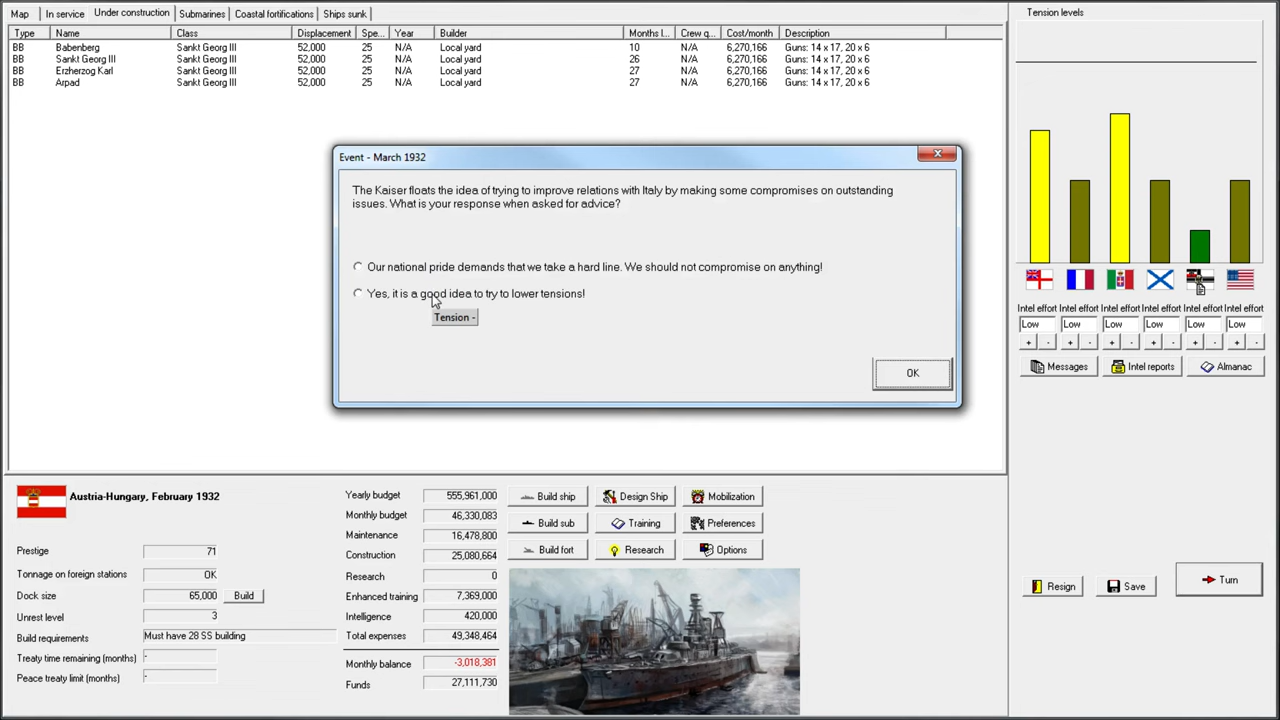 Map In service Under construction Submarines Coastal fortifications Ships sunk
Type Name Class Displacement Spe... Year Builder Months l... Crew q... Cost/month Description
BB Babenberg Sankt Georg III 52,000 25 N/A Local yard 10 N/A 6,270,166 Guns: 14 x 17, 20 x 6
BB Sankt Georg III Sankt Georg III 52,000 25 N/A Local yard 26 N/A 6,270,166 Guns: 14 x 17, 20 x 6
BB Erzherzog Karl Sankt Georg III 52,000 25 N/A Local yard 27 N/A 6,270,166 Guns: 14 x 17, 20 x 6
BB Arpad Sankt Georg III 52,000 25 N/A Local yard 27 N/A 6,270,166 Guns: 14 x 17, 20 x 6
Event - March 1932
The Kaiser floats the idea of trying to improve relations with Italy by making some compromises on outstanding
issues. What is your response when asked for advice?
Our national pride demands that we take a hard line. We should not compromise on anything!
Yes, it is a good idea to try to lower tensions!
Tension -
OK
Tension levels
Intel effort Intel effort Intel effort Intel effort Intel effort Intel effort
Low Low Low Low Low Low
+ - + - + - + - + - + -
Messages Intel reports Almanac
Austria-Hungary, February 1932
Prestige 71
Tonnage on foreign stations OK
Dock size 65,000 Build
Unrest level 3
Build requirements Must have 28 SS building
Treaty time remaining (months) -
Peace treaty limit (months) -
Yearly budget 555,961,000
Monthly budget 46,330,083
Maintenance 16,478,800
Construction 25,080,664
Research 0
Enhanced training 7,369,000
Intelligence 420,000
Total expenses 49,348,464
Monthly balance -3,018,381
Funds 27,111,730
Build ship Design Ship Mobilization
Build sub Training Preferences
Build fort Research Options
Resign Save Turn